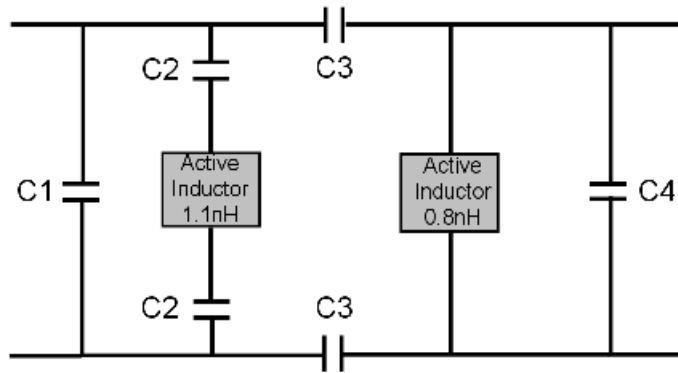 C2
C3
C1
Active
Inductor
1.1nH
Active
Inductor
0.8nH
C4
C2
C3